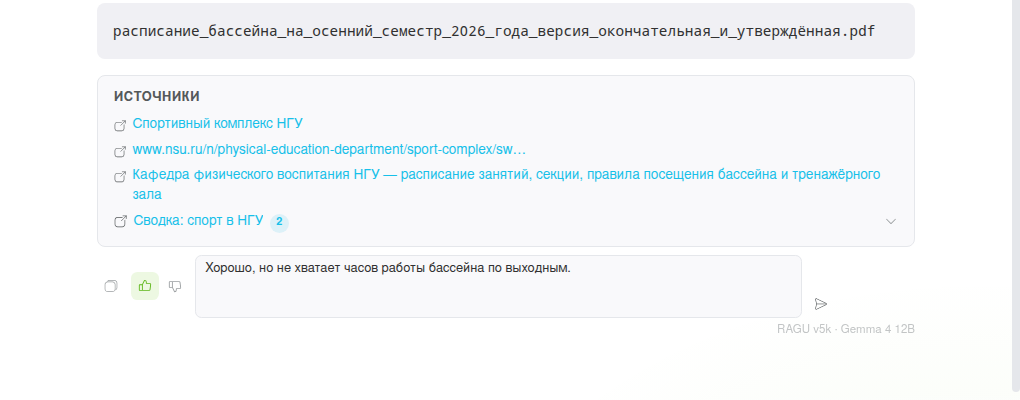 расписание_бассейна_на_осенний_семестр_2026_года_версия_окончательная_и_утверждённая.pdf
ИСТОЧНИКИ
Спортивный комплекс НГУ
www.nsu.ru/n/physical-education-department/sport-complex/sw…
Кафедра физического воспитания НГУ — расписание занятий, секции, правила посещения бассейна и тренажёрного
зала
Сводка: спорт в НГУ 2
Хорошо, но не хватает часов работы бассейна по выходным.
RAGU v5k · Gemma 4 12B